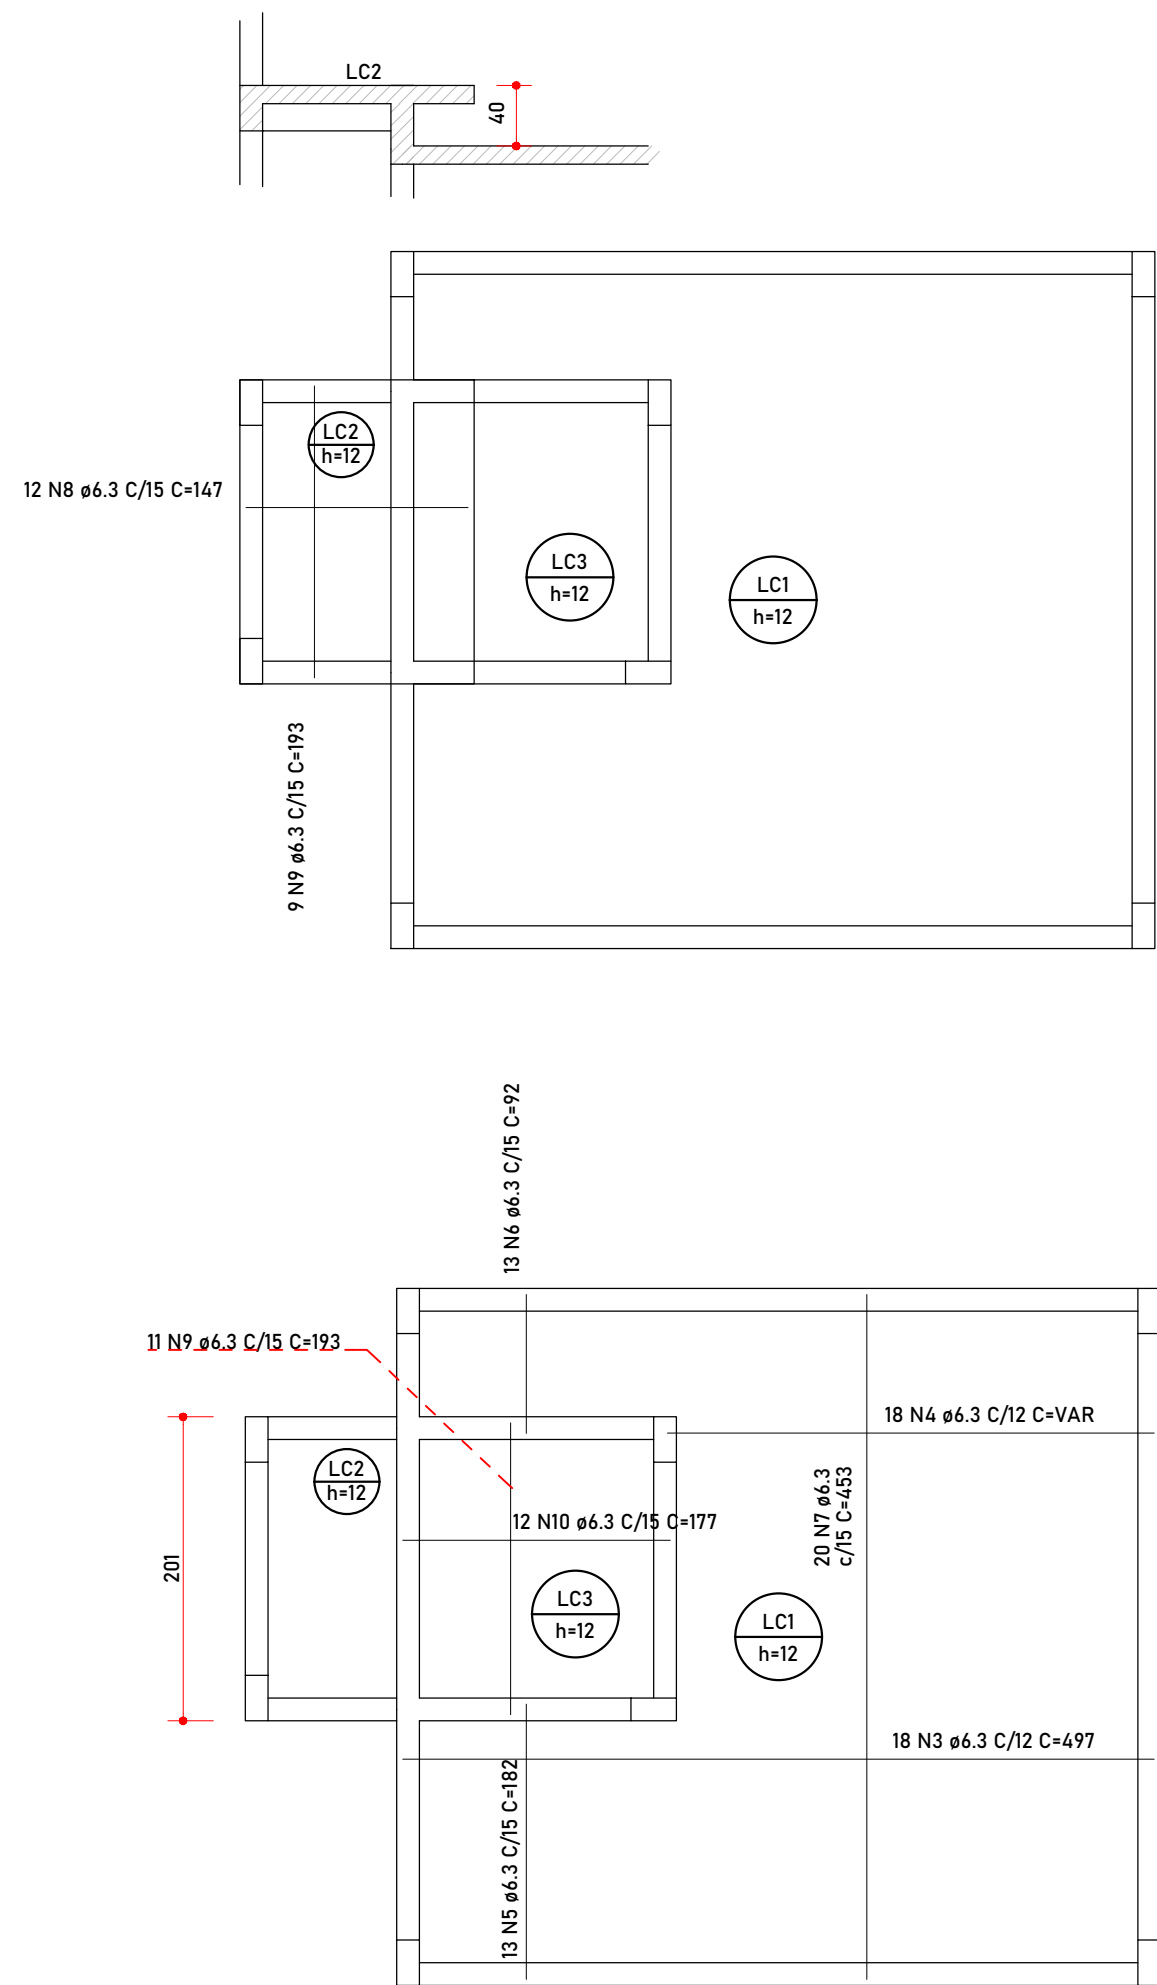 LC2
40
LC2
h=12
12 N8 ø6.3 C/15 C=147
LC3
h=12
LC1
h=12
9 N9 ø6.3 C/15 C=193
13 N6 ø6.3 C/15 C=92
11 N9 ø6.3 C/15 C=193
18 N4 ø6.3 C/12 C=VAR
LC2
h=12
20 N7 ø6.3
c/15 C=453
12 N10 ø6.3 C/15 C=177
201
LC3
h=12
LC1
h=12
18 N3 ø6.3 C/12 C=497
13 N5 ø6.3 C/15 C=182